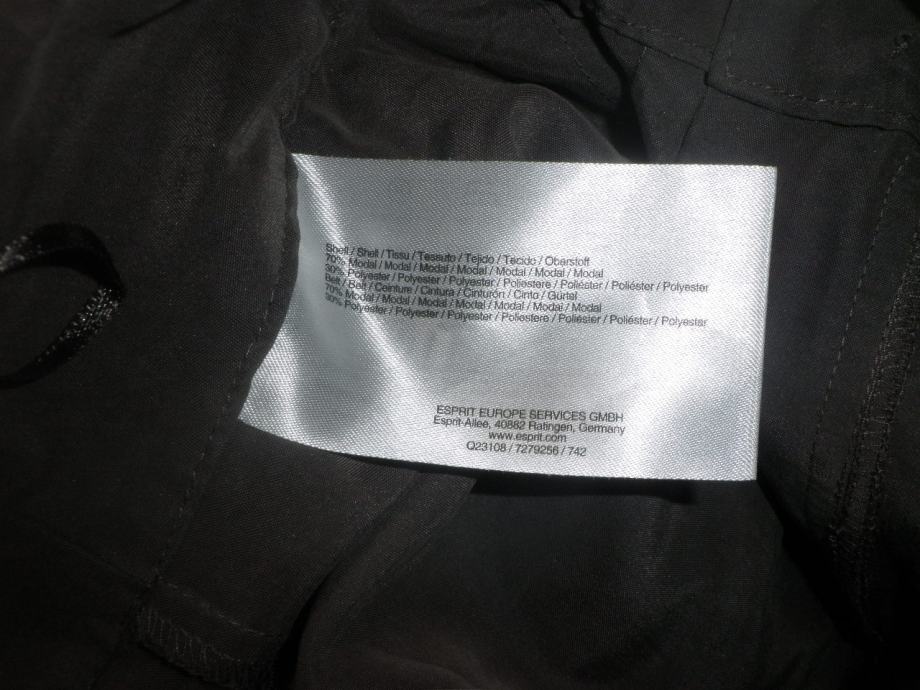 Shell / Shell / Tissu / Tessuto / Tejido / Tecido / Oberstoff
70% Modal / Modal / Modal / Modal / Modal / Modal / Modal
30% Polyester / Polyester / Polyester / Poliestere / Poliéster / Poliéster / Polyester
Belt / Belt / Ceinture / Cintura / Cinturón / Cinto / Gürtel
70% Modal / Modal / Modal / Modal / Modal / Modal / Modal
30% Polyester / Polyester / Polyester / Poliestere / Poliéster / Poliéster / Polyester
ESPRIT EUROPE SERVICES GMBH
Esprit-Allee, 40882 Ratingen, Germany
www.esprit.com
Q23108 / 7279256 / 742